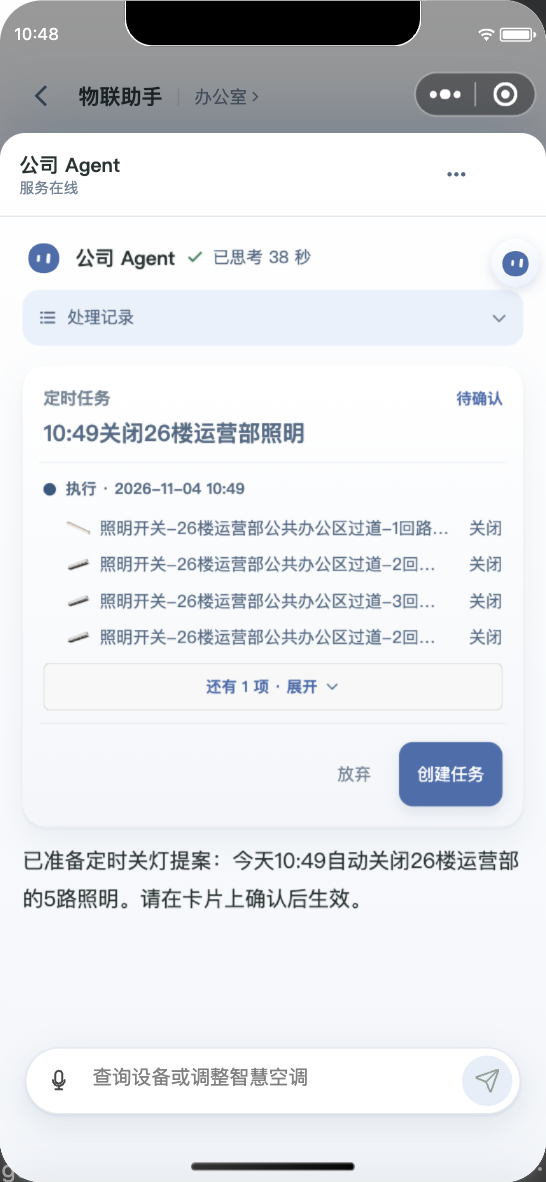 10:48
物联助手 | 办公室 >
公司 Agent
服务在线
公司 Agent ✓ 已思考 38 秒
处理记录
定时任务 待确认
10:49关闭26楼运营部照明
执行 · 2026-11-04 10:49
照明开关-26楼运营部公共办公区过道-1回路... 关闭
照明开关-26楼运营部公共办公区过道-2回... 关闭
照明开关-26楼运营部公共办公区过道-3回... 关闭
照明开关-26楼运营部公共办公区过道-2回... 关闭
还有 1 项 · 展开
放弃 创建任务
已准备定时关灯提案：今天10:49自动关闭26楼运营部
的5路照明。请在卡片上确认后生效。
查询设备或调整智慧空调